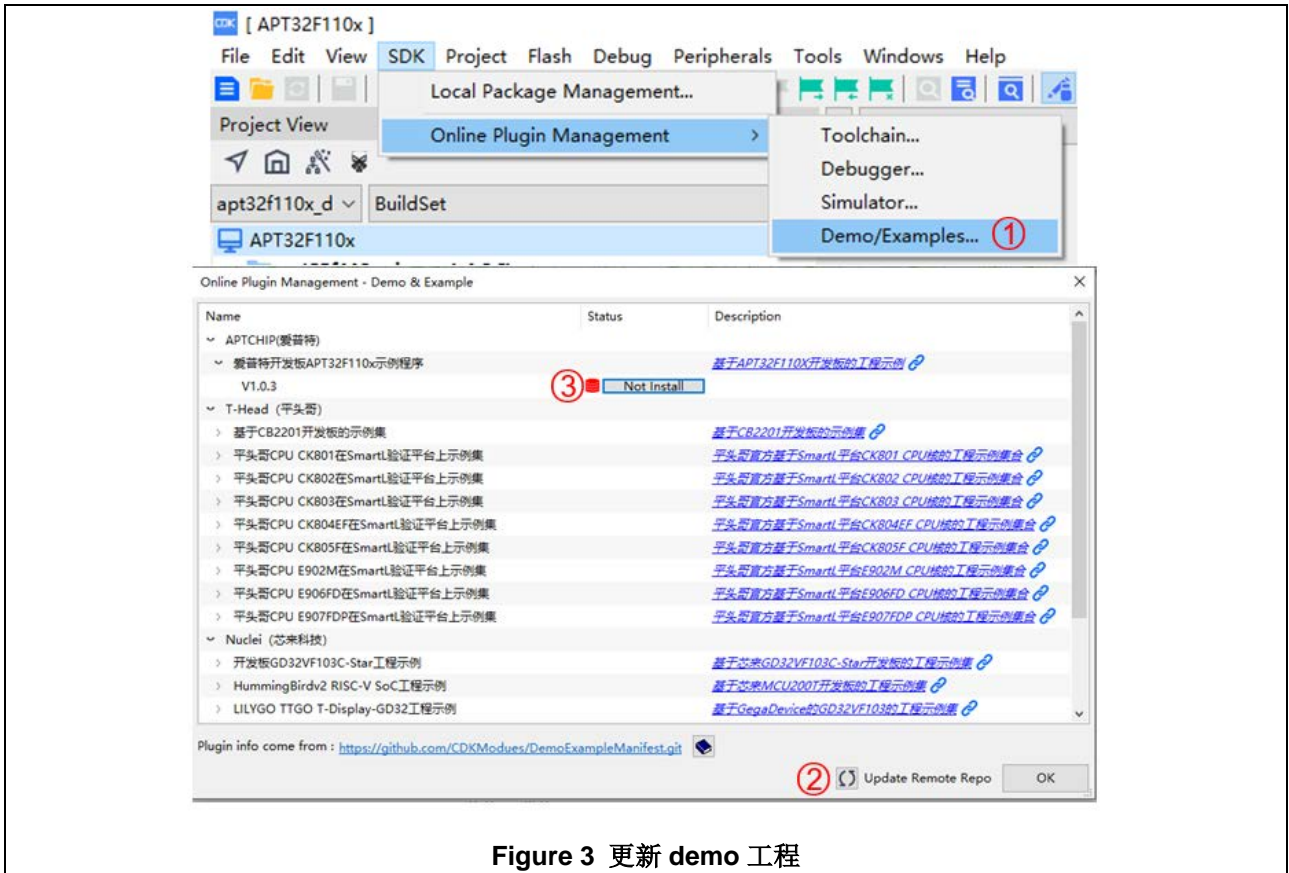 CDK [ APT32F110x ]
File Edit View SDK Project Flash Debug Peripherals Tools Windows Help
Local Package Management...
Project View
Online Plugin Management >
Toolchain...
Debugger...
Simulator...
Demo/Examples... ①
apt32f110x_d BuildSet
APT32F110x
Online Plugin Management - Demo & Example
Name Status Description
APTCHIP(爱普特)
爱普特开发板APT32F110x示例程序 基于APT32F110X开发板的工程示例
V1.0.3 ③ Not Install
T-Head (平头哥)
基于CB2201开发板的示例集 基于CB2201开发板的示例集
平头哥CPU CK801在SmartL验证平台上示例集 平头哥官方基于SmartL平台CK801 CPU核的工程示例集合
平头哥CPU CK802在SmartL验证平台上示例集 平头哥官方基于SmartL平台CK802 CPU核的工程示例集合
平头哥CPU CK803在SmartL验证平台上示例集 平头哥官方基于SmartL平台CK803 CPU核的工程示例集合
平头哥CPU CK804EF在SmartL验证平台上示例集 平头哥官方基于SmartL平台CK804EF CPU核的工程示例集合
平头哥CPU CK805F在SmartL验证平台上示例集 平头哥官方基于SmartL平台CK805F CPU核的工程示例集合
平头哥CPU E902M在SmartL验证平台上示例集 平头哥官方基于SmartL平台E902M CPU核的工程示例集合
平头哥CPU E906FD在SmartL验证平台上示例集 平头哥官方基于SmartL平台E906FD CPU核的工程示例集合
平头哥CPU E907FDP在SmartL验证平台上示例集 平头哥官方基于SmartL平台E907FDP CPU核的工程示例集合
Nuclei (芯来科技)
开发板GD32VF103C-Star工程示例 基于芯来GD32VF103C-Star开发板的工程示例集
HummingBirdv2 RISC-V SoC工程示例 基于芯来MCU200T开发板的工程示例集
LILYGO TTGO T-Display-GD32工程示例 基于GegaDevice的GD32VF103的工程示例集
Plugin info come from : https://github.com/CDKModues/DemoExampleManifest.git
② Update Remote Repo OK
Figure 3 更新 demo 工程